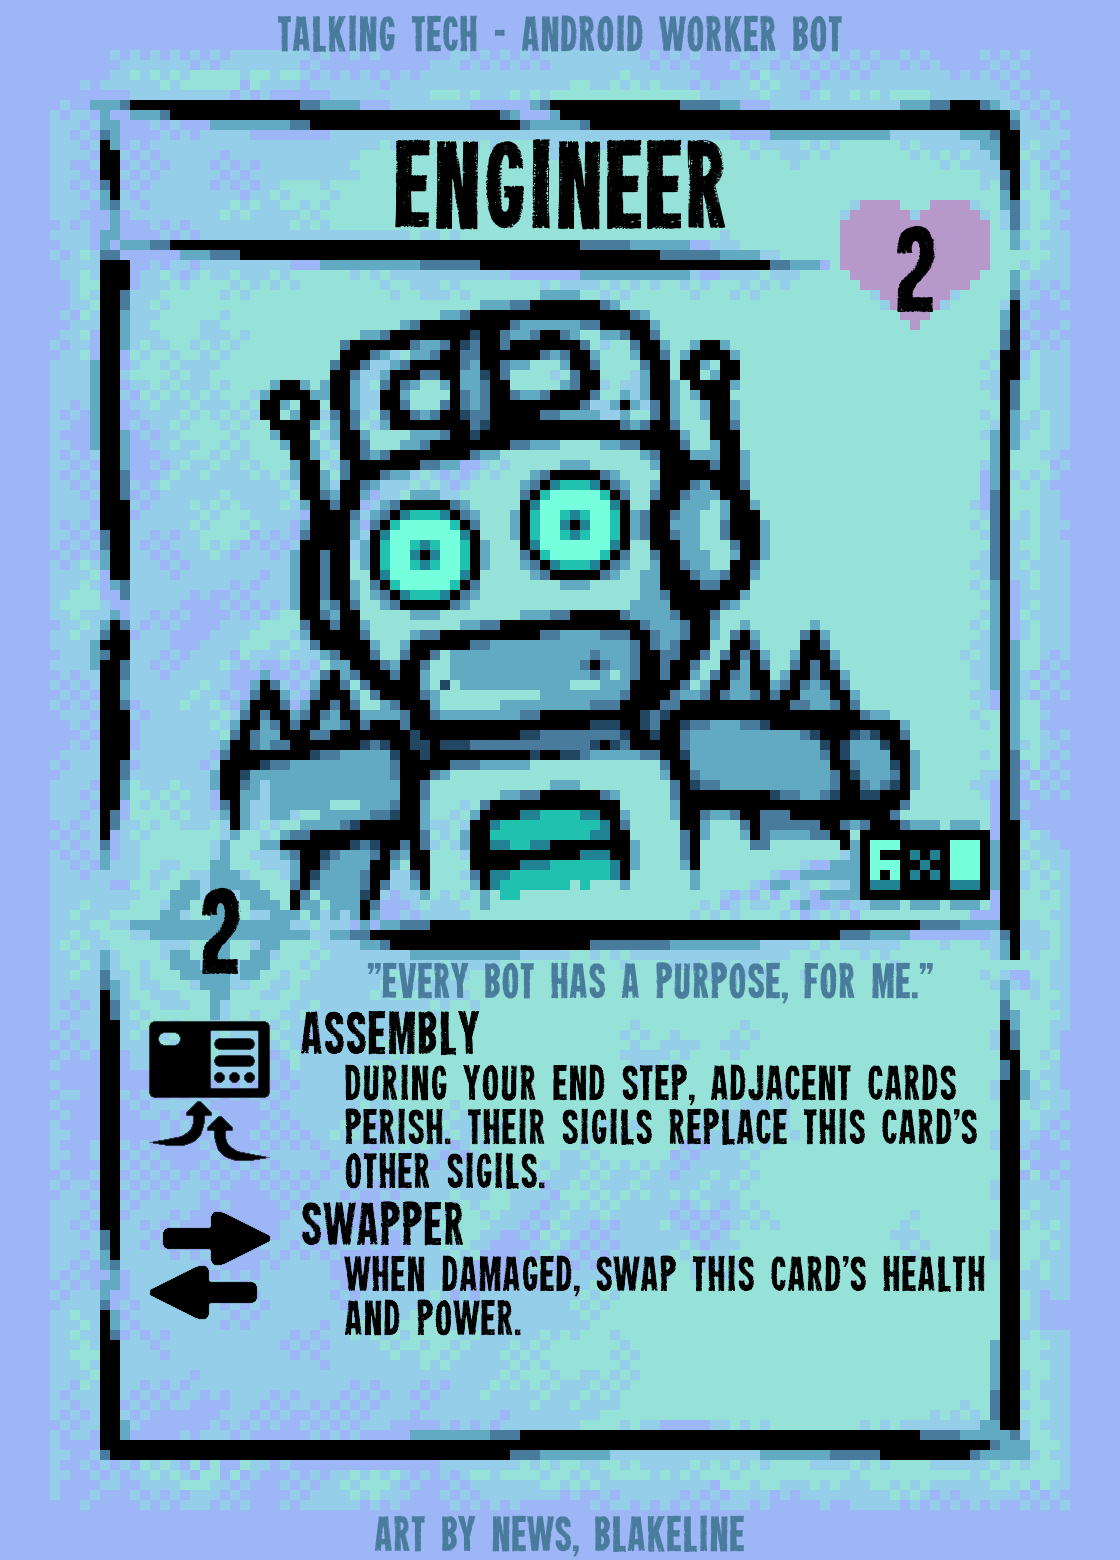 TALKING TECH - ANDROID WORKER BOT
ENGINEER
2
6X
2
"EVERY BOT HAS A PURPOSE, FOR ME."
ASSEMBLY
DURING YOUR END STEP, ADJACENT CARDS
PERISH. THEIR SIGILS REPLACE THIS CARD'S
OTHER SIGILS.
SWAPPER
WHEN DAMAGED, SWAP THIS CARD'S HEALTH
AND POWER.
ART BY NEWS, BLAKELINE